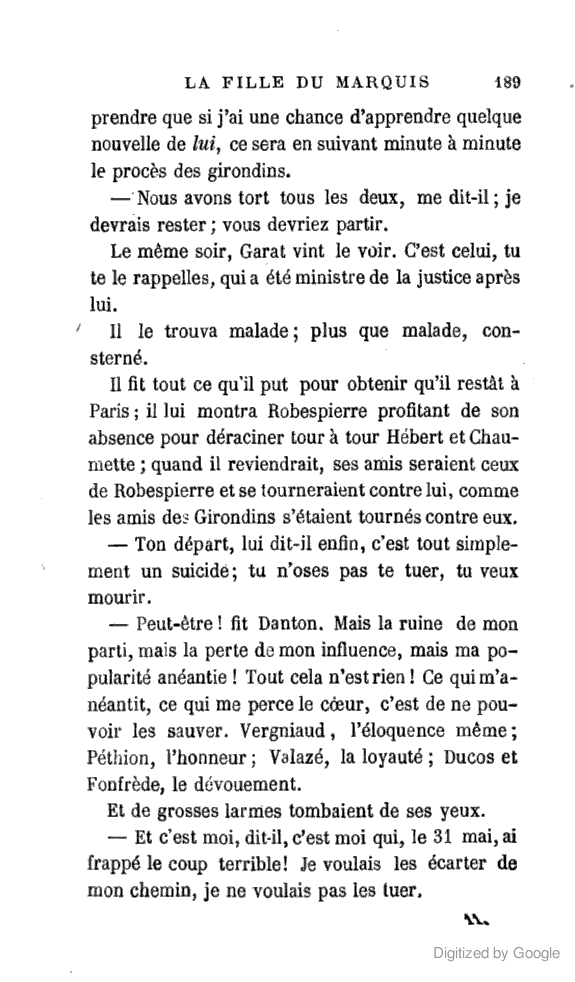 LA FILLE DU MARQUIS 189
prendre que si j'ai une chance d'apprendre quelque
nouvelle de lui, ce sera en suivant minute à minute
le procès des girondins.
— Nous avons tort tous les deux, me dit-il ; je
devrais rester ; vous devriez partir.
Le même soir, Garat vint le voir. C'est celui, tu
te le rappelles, qui a été ministre de la justice après
lui.
Il le trouva malade ; plus que malade, con-
sterné.
Il fit tout ce qu'il put pour obtenir qu'il restât à
Paris ; il lui montra Robespierre profitant de son
absence pour déraciner tour à tour Hébert et Chau-
mette ; quand il reviendrait, ses amis seraient ceux
de Robespierre et se tourneraient contre lui, comme
les amis des Girondins s'étaient tournés contre eux.
— Ton départ, lui dit-il enfin, c'est tout simple-
ment un suicide ; tu n'oses pas te tuer, tu veux
mourir.
— Peut-être ! fit Danton. Mais la ruine de mon
parti, mais la perte de mon influence, mais ma po-
pularité anéantie ! Tout cela n'est rien ! Ce qui m'a-
néantit, ce qui me perce le cœur, c'est de ne pou-
voir les sauver. Vergniaud, l'éloquence même ;
Péthion, l'honneur ; Valazé, la loyauté ; Ducos et
Fonfrède, le dévouement.
Et de grosses larmes tombaient de ses yeux.
— Et c'est moi, dit-il, c'est moi qui, le 31 mai, ai
frappé le coup terrible ! Je voulais les écarter de
mon chemin, je ne voulais pas les tuer.
Digitized by Google